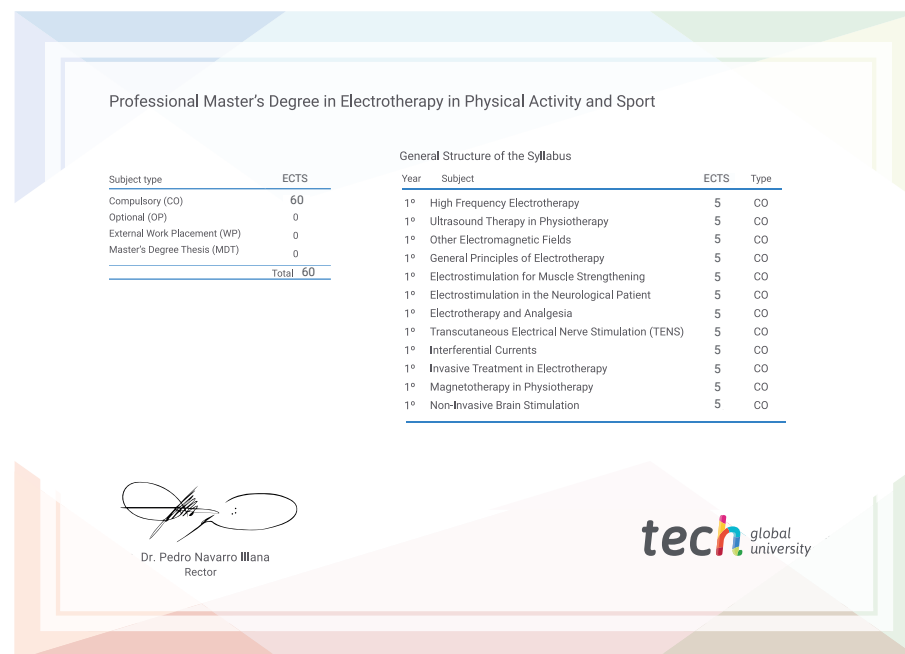 Professional Master's Degree in Electrotherapy in Physical Activity and Sport
Subject type ECTS
Compulsory (CO) 60
Optional (OP) 0
External Work Placement (WP) 0
Master's Degree Thesis (MDT) 0
Total 60
General Structure of the Syllabus
Year Subject ECTS Type
1º High Frequency Electrotherapy 5 CO
1º Ultrasound Therapy in Physiotherapy 5 CO
1º Other Electromagnetic Fields 5 CO
1º General Principles of Electrotherapy 5 CO
1º Electrostimulation for Muscle Strengthening 5 CO
1º Electrostimulation in the Neurological Patient 5 CO
1º Electrotherapy and Analgesia 5 CO
1º Transcutaneous Electrical Nerve Stimulation (TENS) 5 CO
1º Interferential Currents 5 CO
1º Invasive Treatment in Electrotherapy 5 CO
1º Magnetotherapy in Physiotherapy 5 CO
1º Non-Invasive Brain Stimulation 5 CO
Dr. Pedro Navarro Illana
Rector
tech global
university